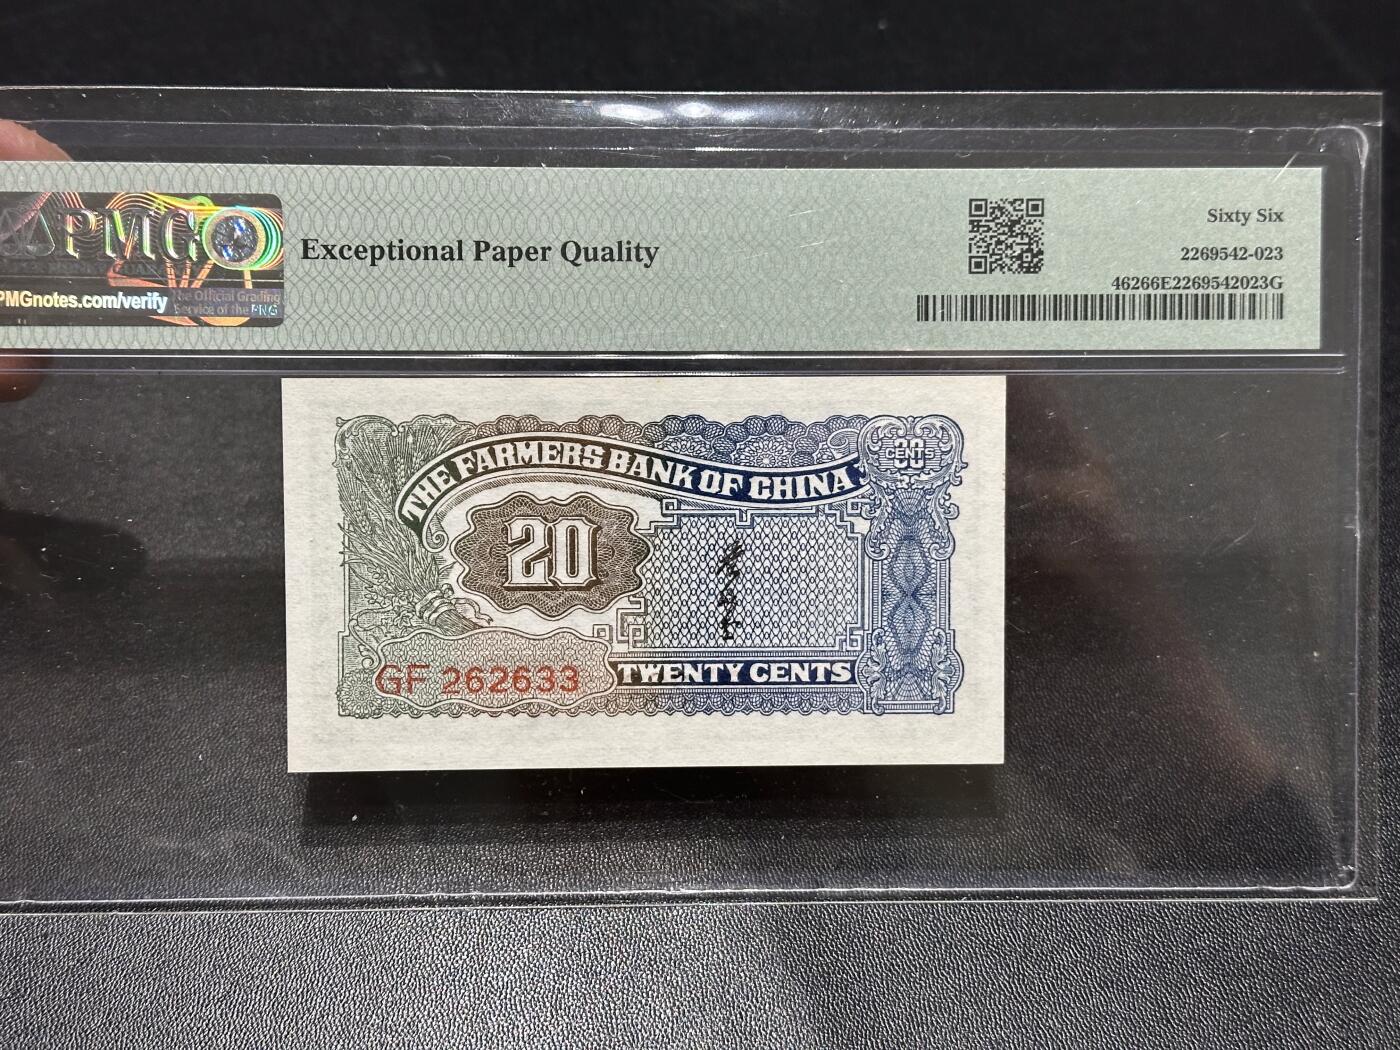 PMG
PMGnotes.com/verify
The Official Grading
Service of the PNG
Exceptional Paper Quality
Sixty Six
2269542-023
46266E2269542023G
THE FARMERS BANK OF CHINA
20
CENTS
20
GF 262633
TWENTY CENTS